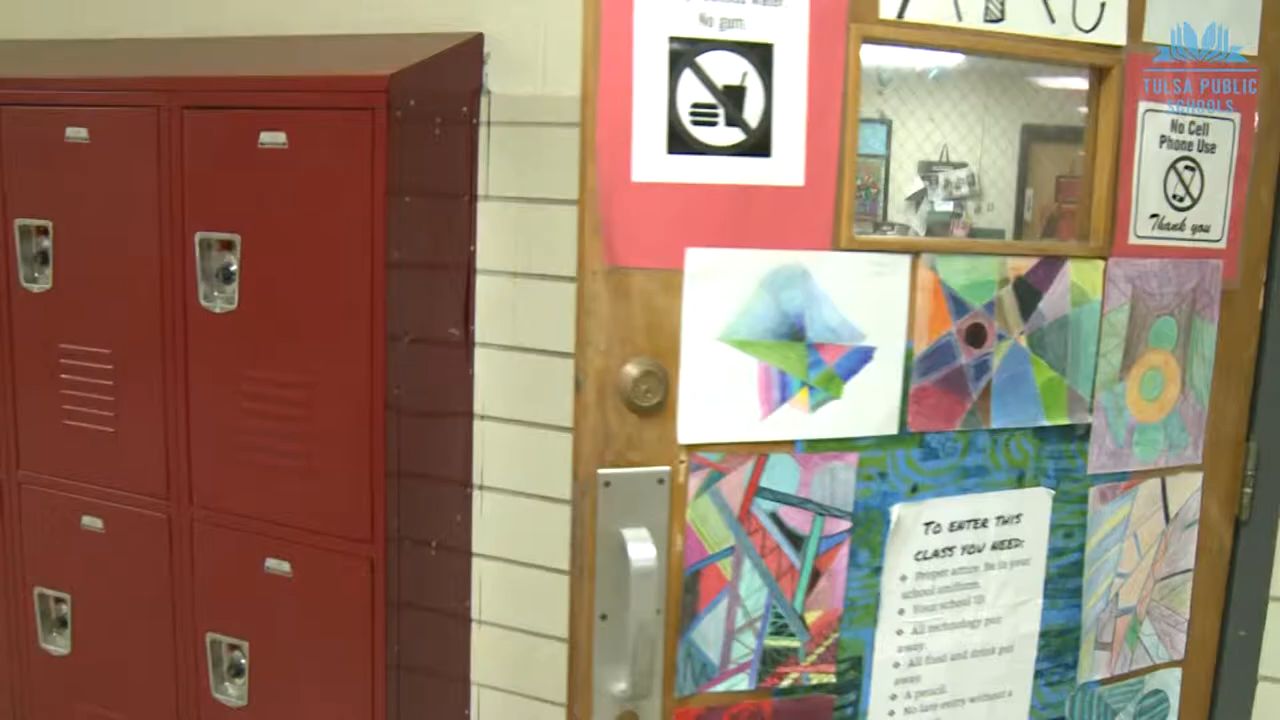 No gum.
TULSA PUBLIC
SCHOOLS
No Cell
Phone Use
Thank you
TO ENTER THIS
CLASS YOU NEED:
Proper attire. Be in your
school uniform.
Your school ID
All technology put
away.
All food and drink put
away
A pencil.
No late entry without a